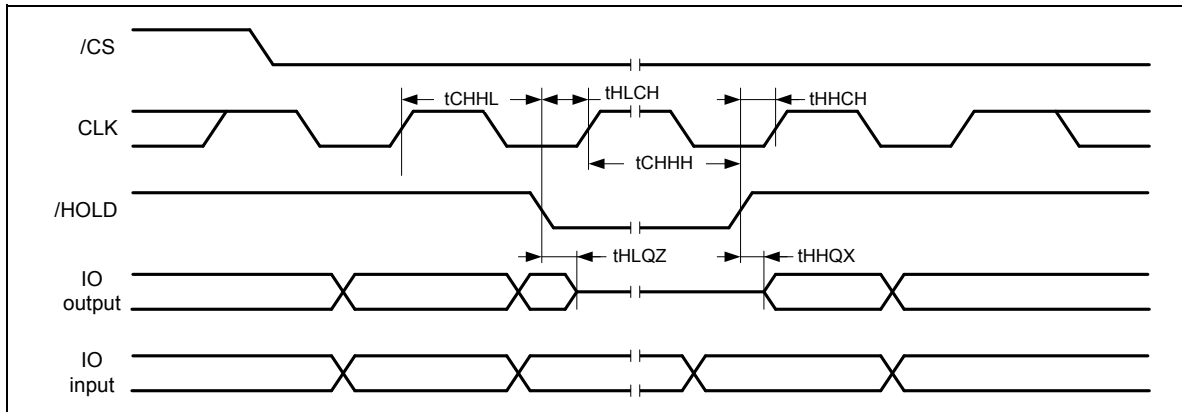 /CS
tCHHL
tHLCH
tHHCH
CLK
tCHHH
/HOLD
tHLQZ
tHHQX
IO
output
IO
input